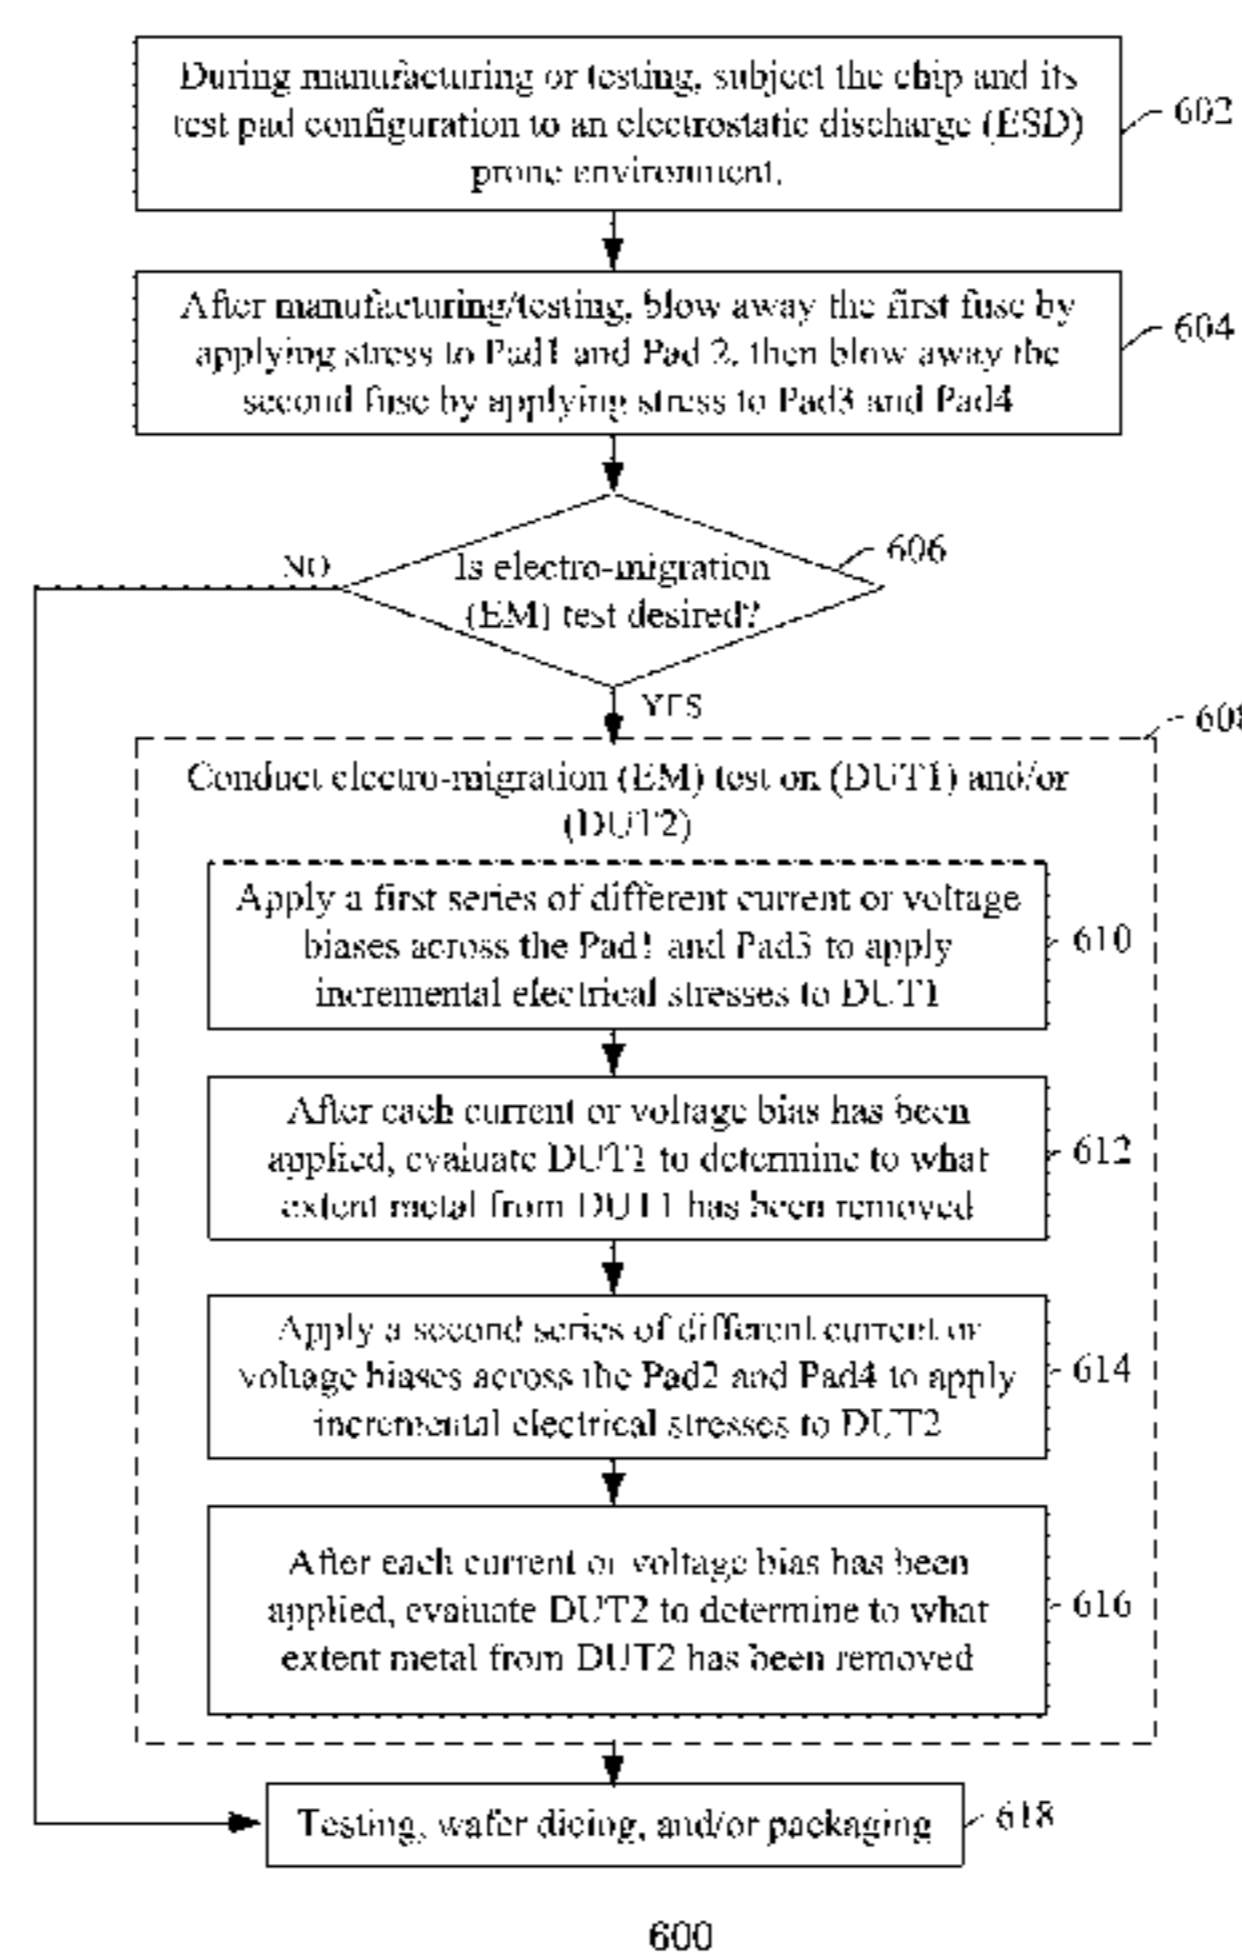 During manufacturing or testing, subject the chip and its
test pad configuration to an electrostatic discharge (ESD)
prone environment.
602
After manufacturing/testing, blow away the first fuse by
applying stress to Pad1 and Pad 2, then blow away the
second fuse by applying stress to Pad3 and Pad4
604
Is electro-migration
(EM) test desired?
606
NO
YES
608
Conduct electro-migration (EM) test on (DUT1) and/or
(DUT2)
Apply a first series of different current or voltage
biases across the Pad1 and Pad3 to apply
incremental electrical stresses to DUT1
610
After each current or voltage bias has been
applied, evaluate DUT1 to determine to what
extent metal from DUT1 has been removed
612
Apply a second series of different current or
voltage biases across the Pad2 and Pad4 to apply
incremental electrical stresses to DUT2
614
After each current or voltage bias has been
applied, evaluate DUT2 to determine to what
extent metal from DUT2 has been removed
616
Testing, wafer dicing, and/or packaging
618
600